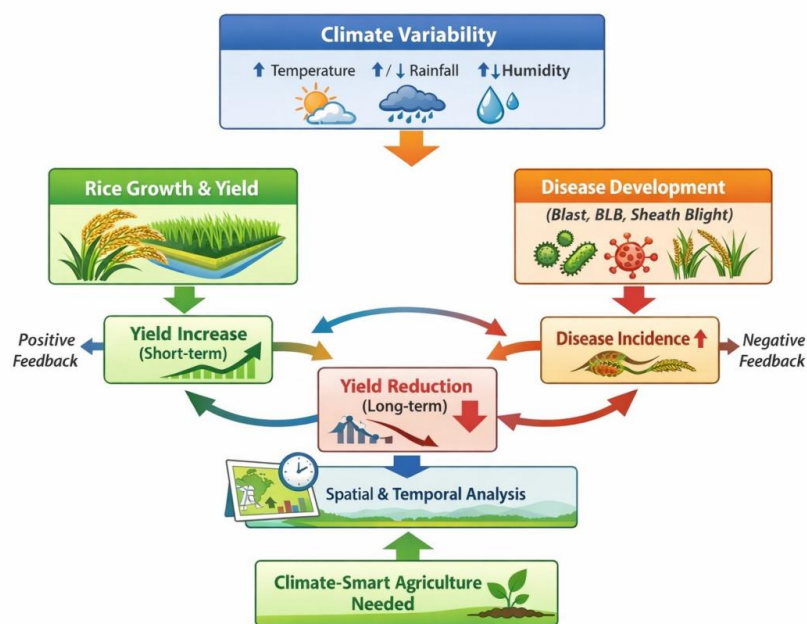 Climate Variability
↑ Temperature ↑/↓ Rainfall ↑↓Humidity
Rice Growth & Yield
Disease Development
(Blast, BLB, Sheath Blight)
Positive
Feedback
Yield Increase
(Short-term)
Disease Incidence ↑
Negative
Feedback
Yield Reduction
(Long-term)
Spatial & Temporal Analysis
Climate-Smart Agriculture
Needed